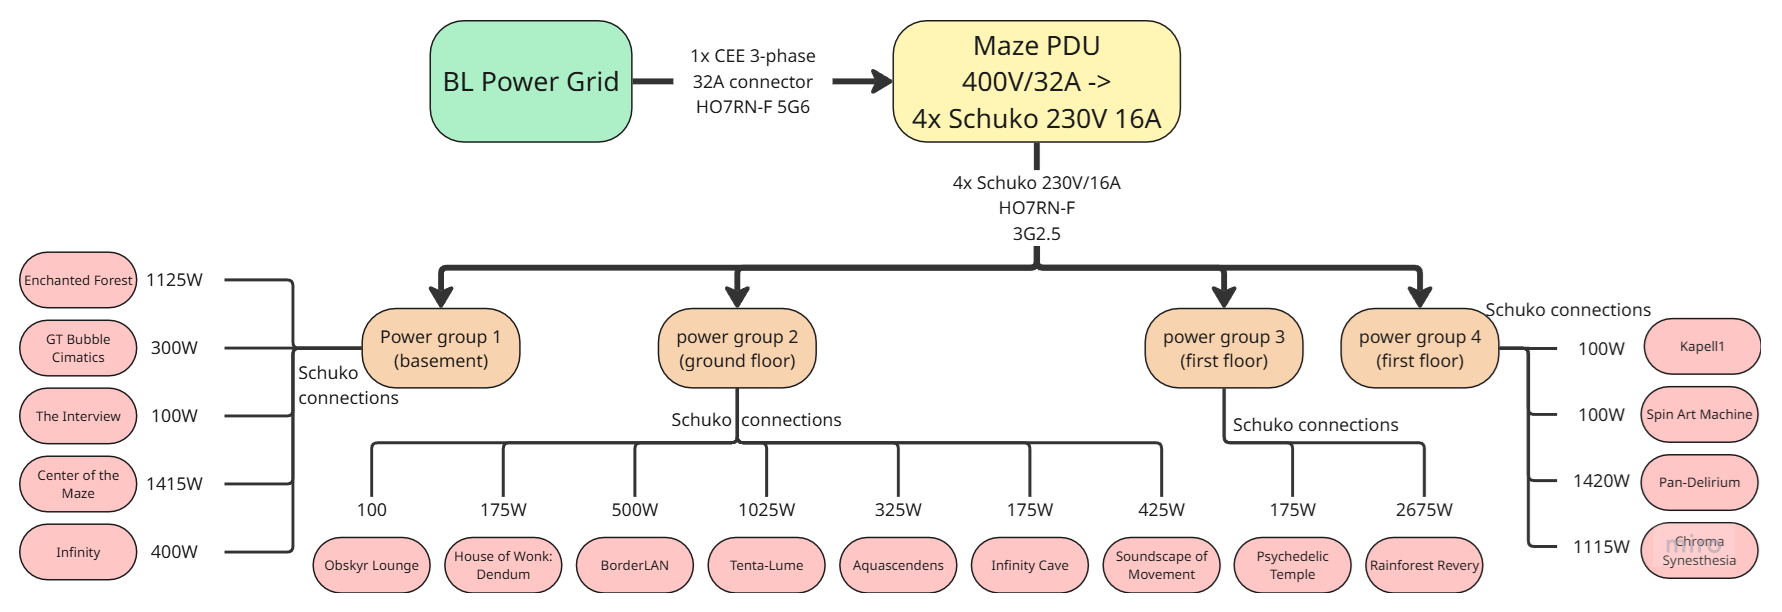 BL Power Grid
1x CEE 3-phase
32A connector
HO7RN-F 5G6
Maze PDU
400V/32A ->
4x Schuko 230V 16A
4x Schuko 230V/16A
HO7RN-F
3G2.5
Power group 1
(basement)
power group 2
(ground floor)
power group 3
(first floor)
power group 4
(first floor)
Schuko
connections
Enchanted Forest
1125W
GT Bubble
Cimatics
300W
The Interview
100W
Center of the
Maze
1415W
Infinity
400W
Schuko connections
100
175W
500W
1025W
325W
175W
425W
Obskyr Lounge
House of Wonk:
Dendum
BorderLAN
Tenta-Lume
Aquascendens
Infinity Cave
Soundscape of
Movement
Schuko connections
175W
2675W
Psychedelic
Temple
Rainforest Revery
Schuko connections
100W
Kapell1
100W
Spin Art Machine
1420W
Pan-Delirium
1115W
Chroma
Synesthesia
miro